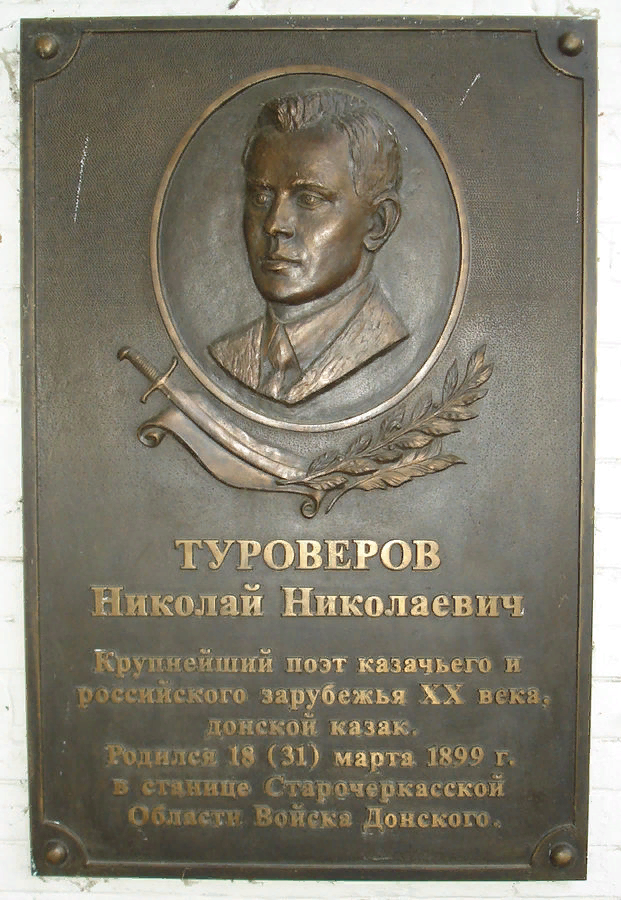 ТУРОВЕРОВ
Николай Николаевич
Крупнейший поэт казачьего и
российского зарубежья XX века,
донской казак.
Родился 18 (31) марта 1899 г.
в станице Старочеркасской
Области Войска Донского.